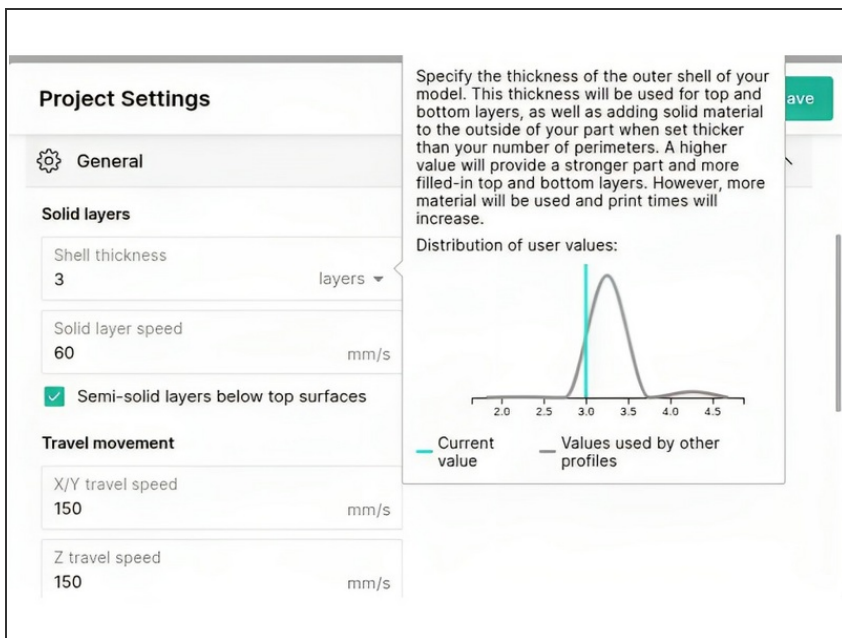 Project Settings
ave
General
Solid layers
Shell thickness
3
layers
Solid layer speed
60
mm/s
Semi-solid layers below top surfaces
Travel movement
X/Y travel speed
150
mm/s
Z travel speed
150
mm/s
Specify the thickness of the outer shell of your
model. This thickness will be used for top and
bottom layers, as well as adding solid material
to the outside of your part when set thicker
than your number of perimeters. A higher
value will provide a stronger part and more
filled-in top and bottom layers. However, more
material will be used and print times will
increase.
Distribution of user values:
2.0 2.5 3.0 3.5 4.0 4.5
Current
value
Values used by other
profiles